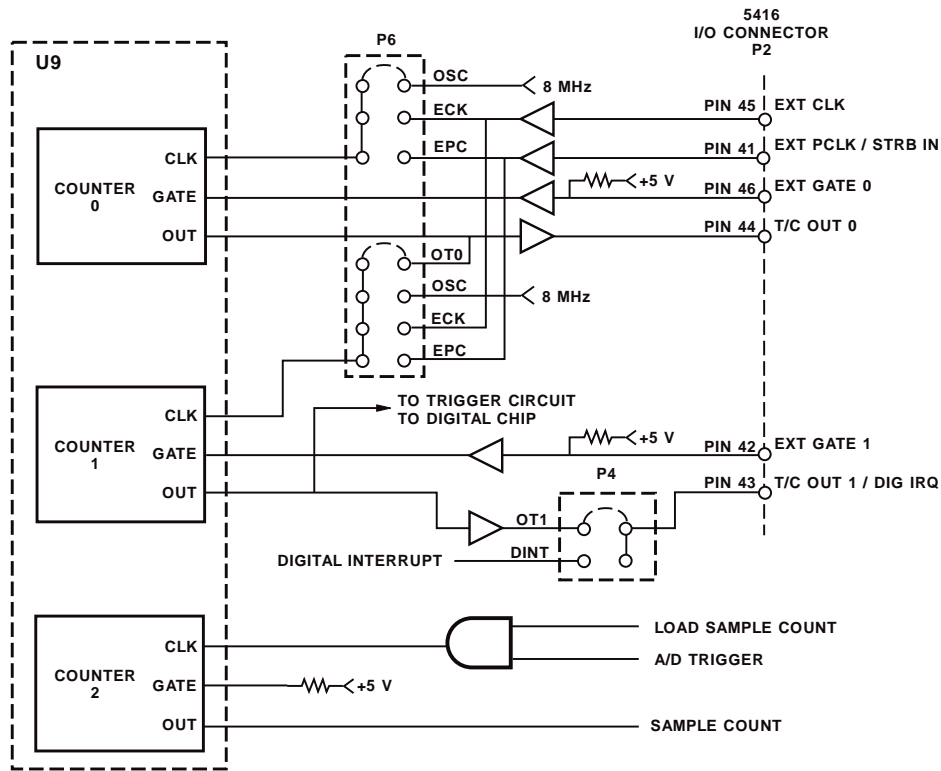 5416
I/O CONNECTOR
P2
U9
P6
OSC
8 MHz
ECK
PIN 45
EXT CLK
EPC
PIN 41
EXT PCLK / STRB IN
COUNTER
0
CLK
GATE
OUT
+5 V
PIN 46
EXT GATE 0
PIN 44
T/C OUT 0
OT0
OSC
8 MHz
ECK
EPC
TO TRIGGER CIRCUIT
TO DIGITAL CHIP
COUNTER
1
CLK
GATE
OUT
+5 V
PIN 42
EXT GATE 1
P4
PIN 43
T/C OUT 1 / DIG IRQ
OT1
DIGITAL INTERRUPT
DINT
COUNTER
2
CLK
GATE
OUT
+5 V
LOAD SAMPLE COUNT
A/D TRIGGER
SAMPLE COUNT